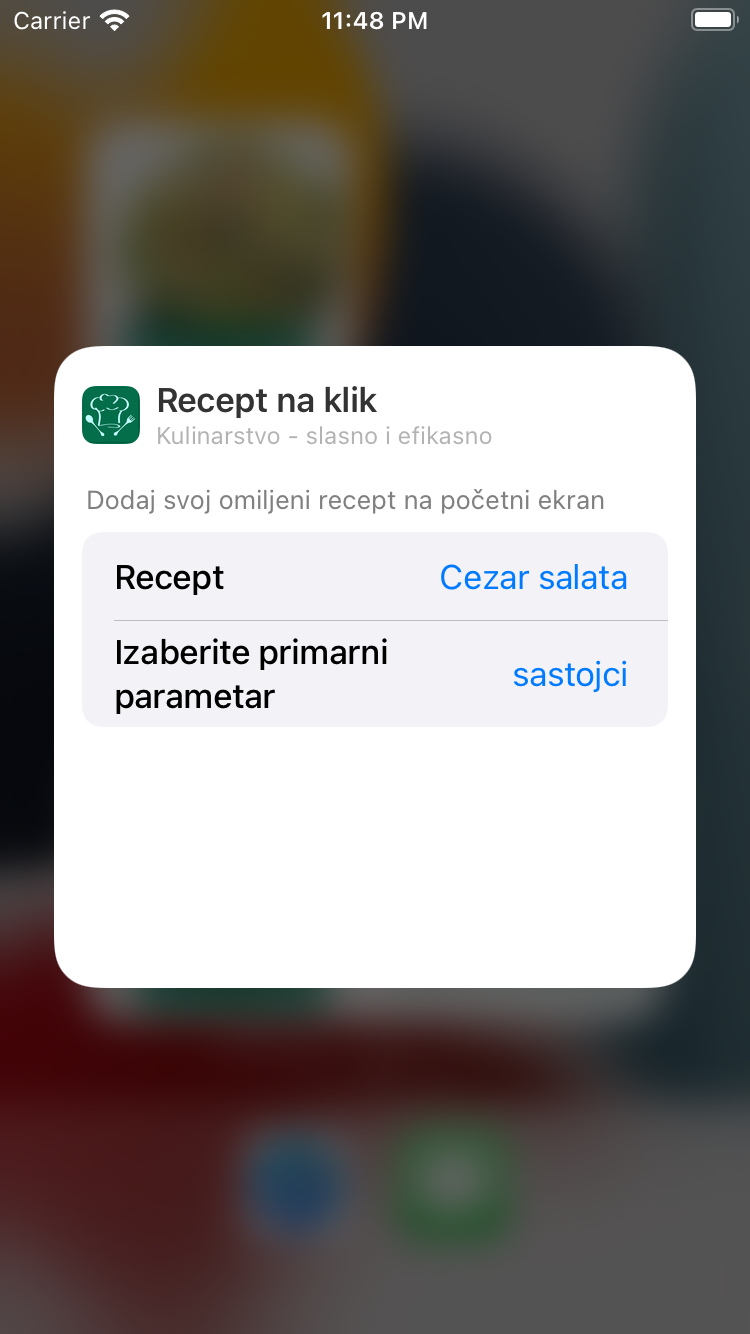 Carrier
11:48 PM
Recept na klik
Kulinarstvo - slasno i efikasno
Dodaj svoj omiljeni recept na početni ekran
Recept
Cezar salata
Izaberite primarni
parametar
sastojci